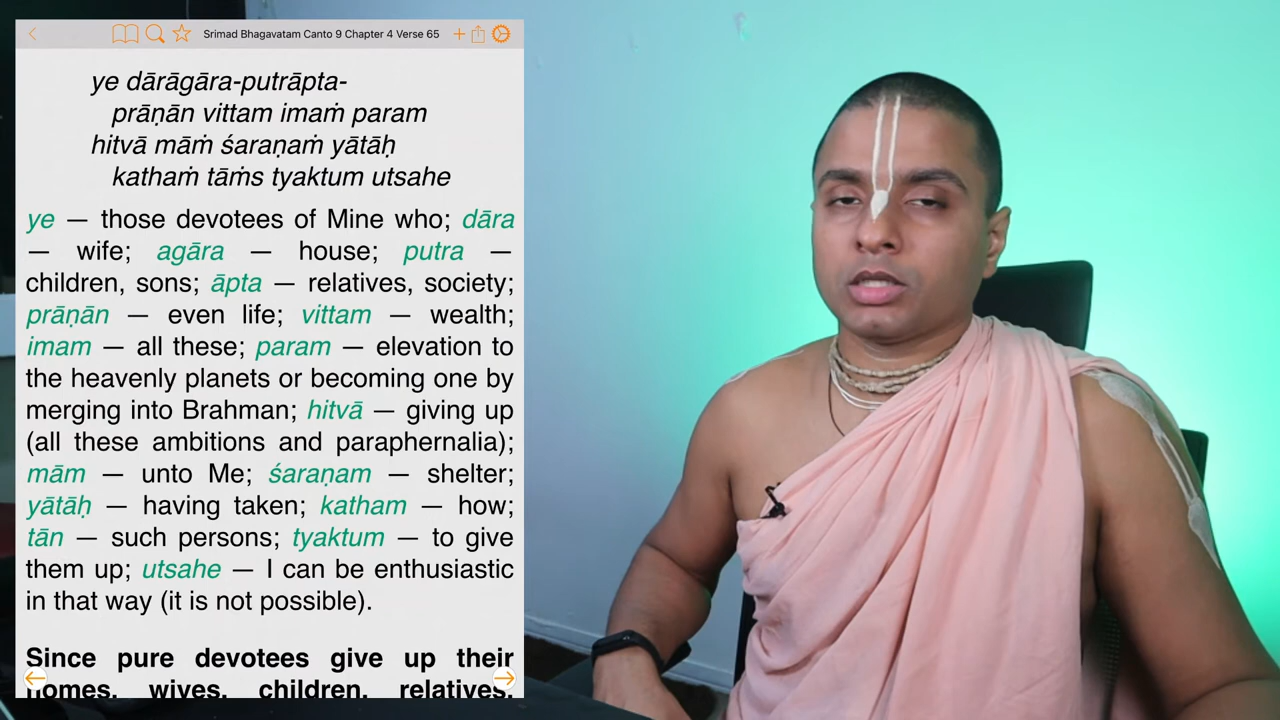 Srimad Bhagavatam Canto 9 Chapter 4 Verse 65
ye dārāgāra-putrāpta-
prāṇān vittam imaṁ param
hitvā māṁ śaraṇaṁ yātāḥ
kathaṁ tāṁs tyaktum utsahe
ye — those devotees of Mine who; dāra
— wife; agāra — house; putra —
children, sons; āpta — relatives, society;
prāṇān — even life; vittam — wealth;
imam — all these; param — elevation to
the heavenly planets or becoming one by
merging into Brahman; hitvā — giving up
(all these ambitions and paraphernalia);
mām — unto Me; śaraṇam — shelter;
yātāḥ — having taken; katham — how;
tān — such persons; tyaktum — to give
them up; utsahe — I can be enthusiastic
in that way (it is not possible).
Since pure devotees give up their
homes, wives, children, relatives,